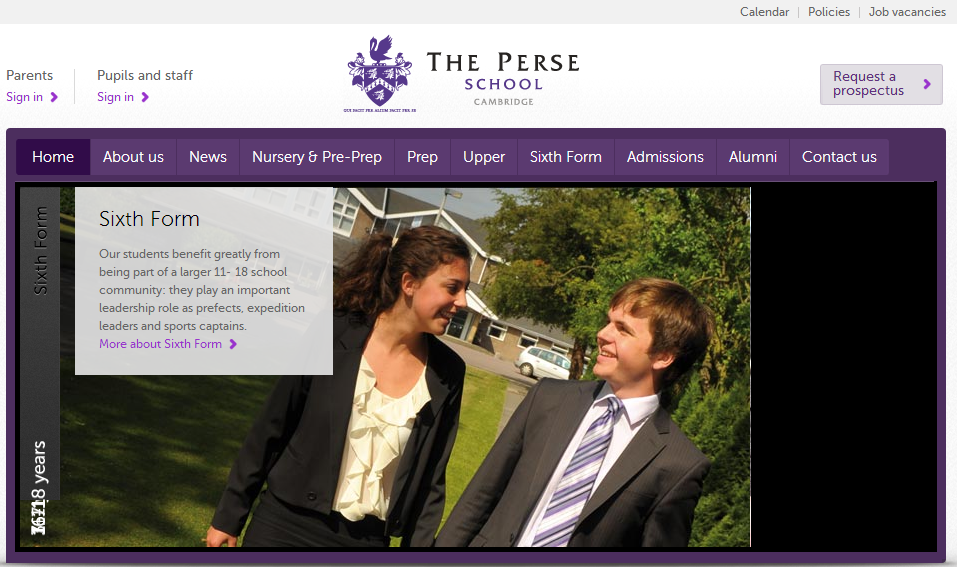 Calendar
Policies
Job vacancies
Parents
Sign in
Pupils and staff
Sign in
THE PERSE
SCHOOL
CAMBRIDGE
QUI FACIT PER ALIUM FACIT PER SE
Request a
prospectus
Home
About us
News
Nursery & Pre-Prep
Prep
Upper
Sixth Form
Admissions
Alumni
Contact us
Sixth Form
Sixth Form
Our students benefit greatly from
being part of a larger 11- 18 school
community: they play an important
leadership role as prefects, expedition
leaders and sports captains.
More about Sixth Form
years